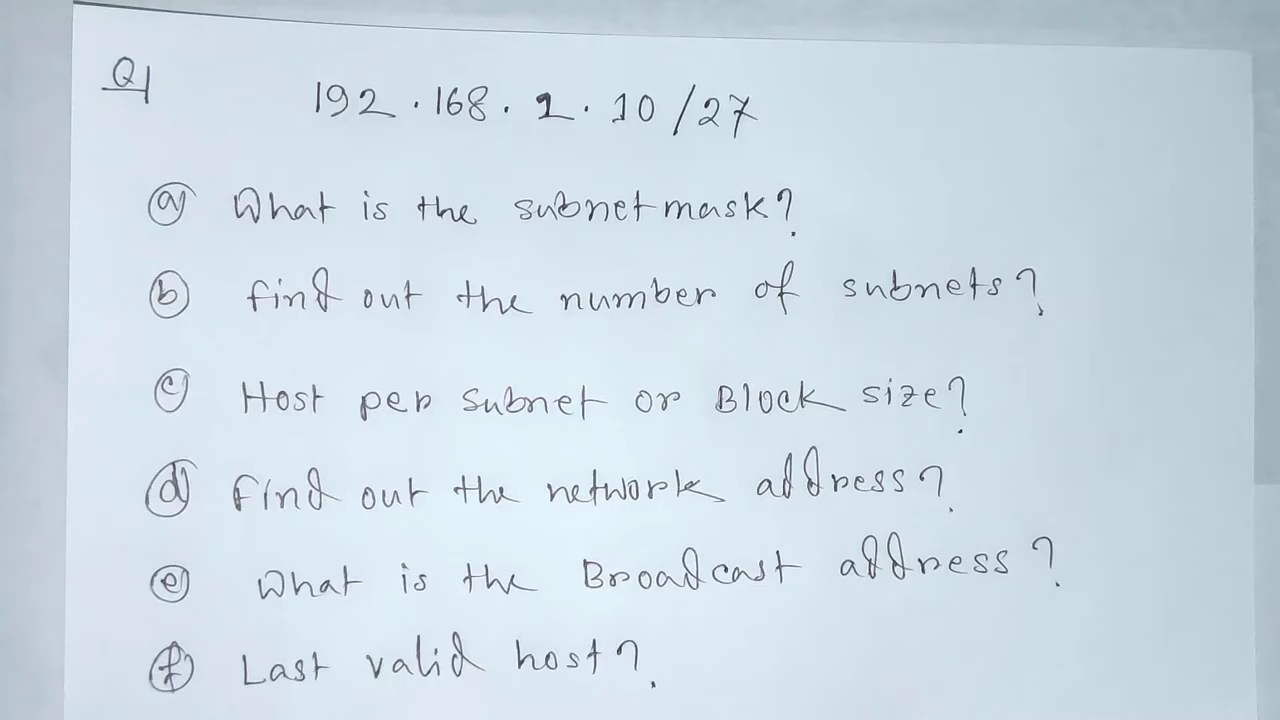 Q1
192.168.1.10/27
(a) What is the subnet mask?
(b) find out the number of subnets?
(c) Host per subnet or Block size?
(d) Find out the network address?
(e) What is the Broadcast address?
(f) Last valid host?